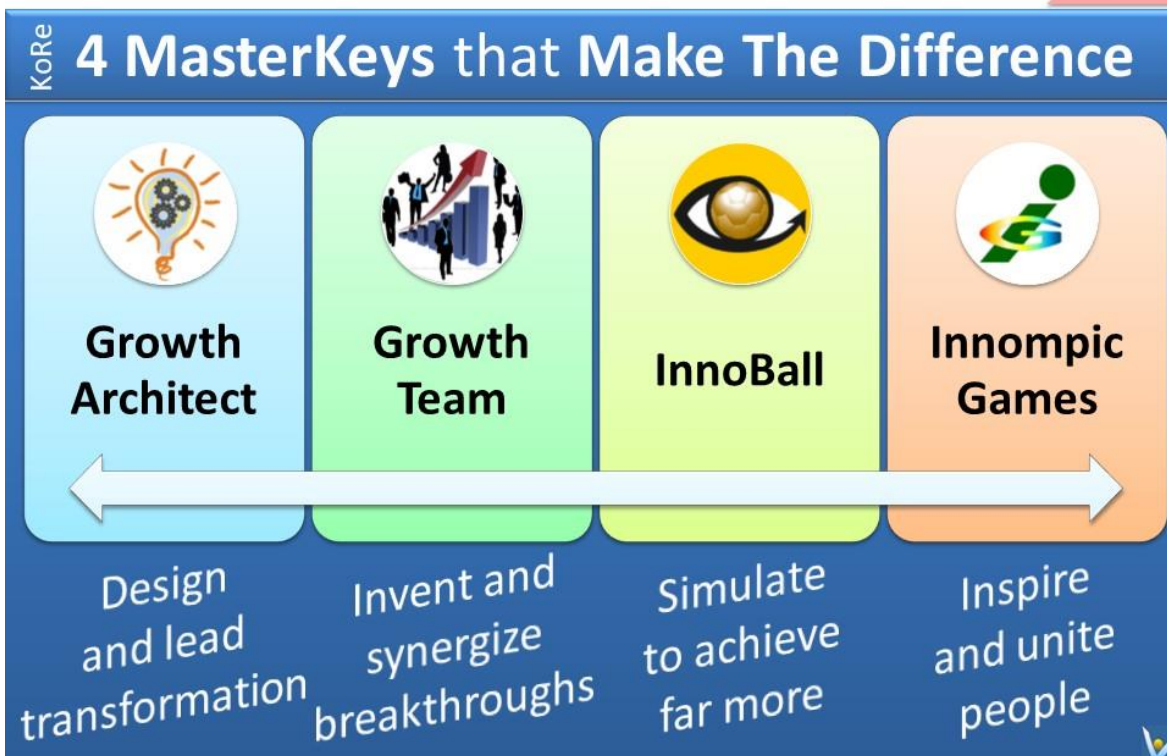 KoRe
4 MasterKeys that Make The Difference
Growth
Architect
Growth
Team
InnoBall
Innompic
Games
Design
and lead
transformation
Invent and
synergize
breakthroughs
Simulate
to achieve
far more
Inspire
and unite
people